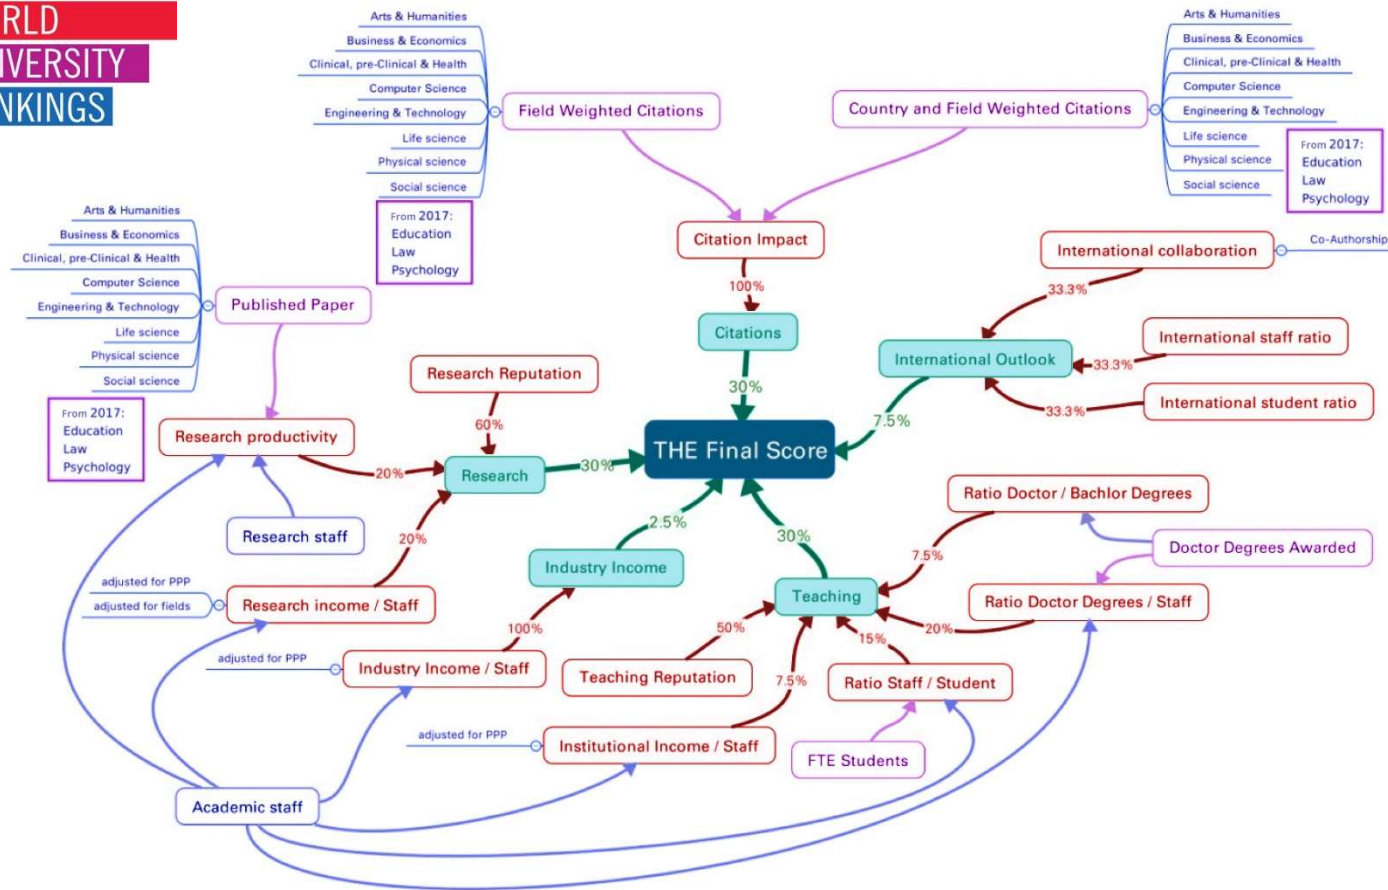 RLD
IVERSITY
NKINGS
Arts & Humanities
Business & Economics
Clinical, pre-Clinical & Health
Computer Science
Engineering & Technology
Life science
Physical science
Social science
From 2017:
Education
Law
Psychology
Field Weighted Citations
Country and Field Weighted Citations
Arts & Humanities
Business & Economics
Clinical, pre-Clinical & Health
Computer Science
Engineering & Technology
Life science
Physical science
Social science
From 2017:
Education
Law
Psychology
Arts & Humanities
Business & Economics
Clinical, pre-Clinical & Health
Computer Science
Engineering & Technology
Life science
Physical science
Social science
From 2017:
Education
Law
Psychology
Published Paper
Citation Impact
100%
Citations
30%
International collaboration
Co-Authorship
33.3%
International staff ratio
33.3%
International Outlook
International student ratio
33.3%
7.5%
Research Reputation
60%
Research productivity
20%
Research
30%
THE Final Score
Research staff
20%
adjusted for PPP
adjusted for fields
Research income / Staff
2.5%
Industry Income
100%
adjusted for PPP
Industry Income / Staff
30%
Teaching
Ratio Doctor / Bachlor Degrees
7.5%
Doctor Degrees Awarded
Ratio Doctor Degrees / Staff
20%
50%
Teaching Reputation
15%
Ratio Staff / Student
7.5%
adjusted for PPP
Institutional Income / Staff
FTE Students
Academic staff